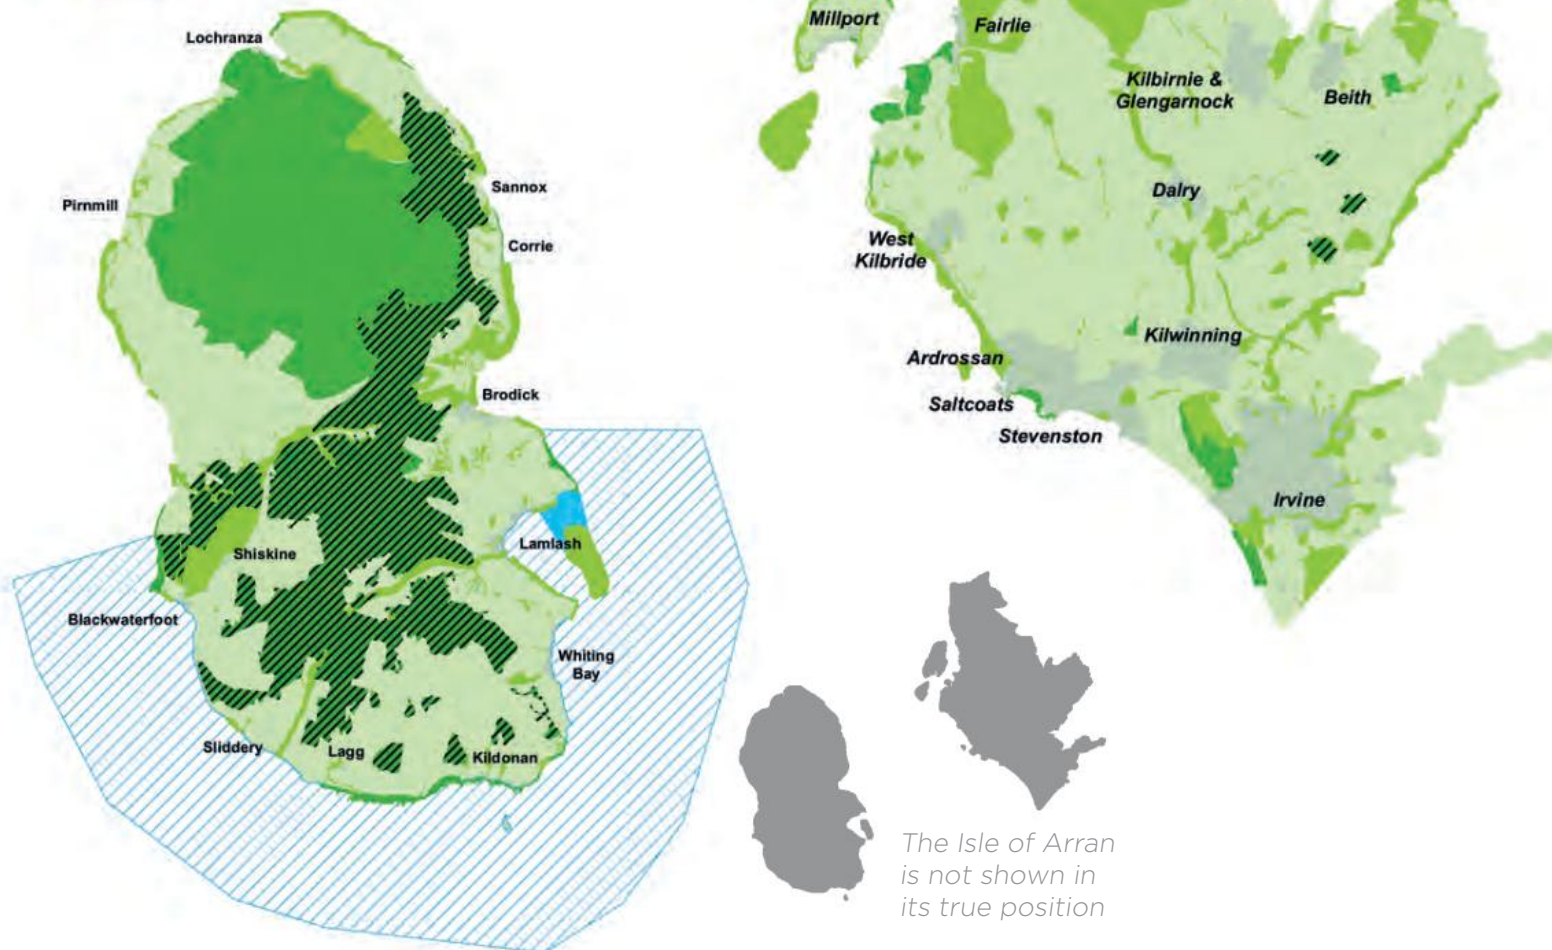 Lochranza
Pirnmill
Sannox
Corrie
Brodick
Lamlash
Shiskine
Blackwaterfoot
Whiting
Bay
Sliddery
Lagg
Kildonan
Millport
Fairlie
Kilbirnie &
Glengarnock
Beith
Dalry
West
Kilbride
Ardrossan
Kilwinning
Saltcoats
Stevenston
Irvine
The Isle of Arran
is not shown in
its true position